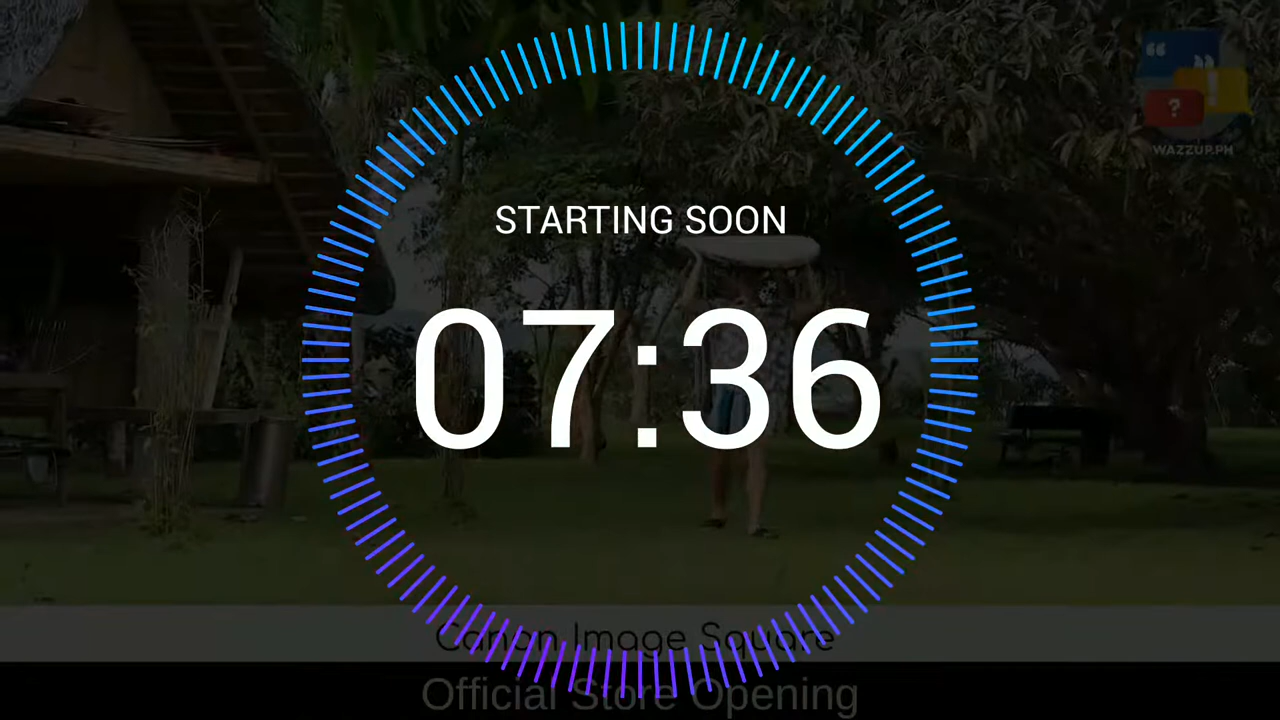 “ ”
!
?
WAZZUP.PH
STARTING SOON
07:36
Canon Image Square
Official Store Opening